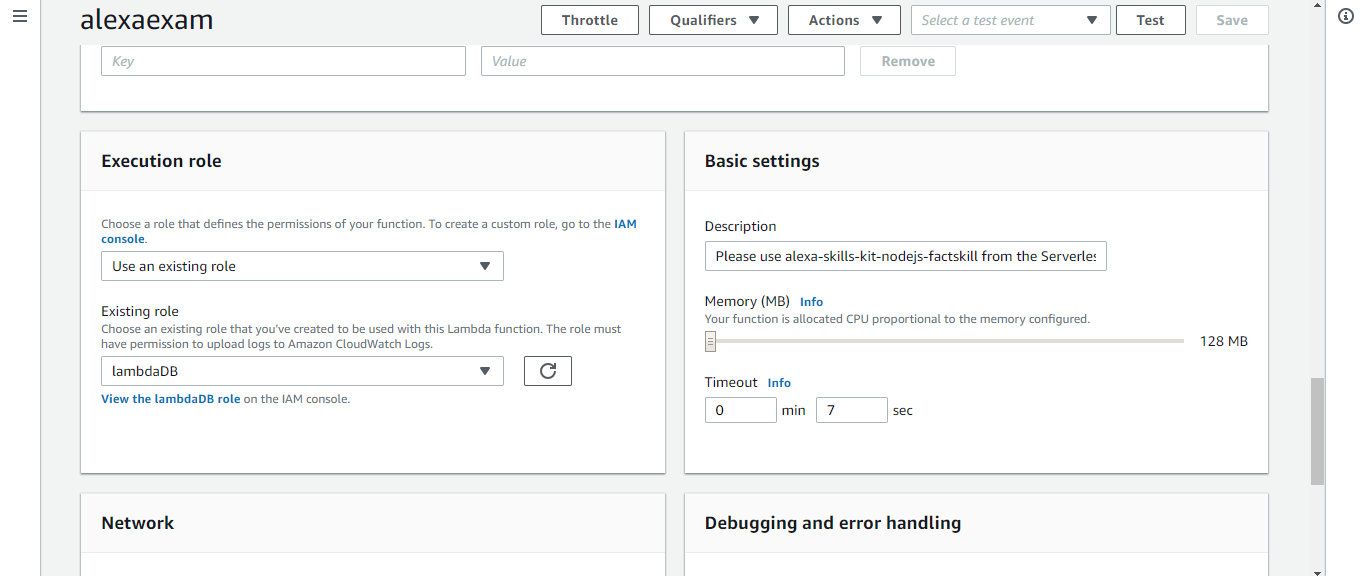 alexaexam
Throttle
Qualifiers
Actions
Select a test event
Test
Save
Key
Value
Remove
Execution role
Choose a role that defines the permissions of your function. To create a custom role, go to the IAM
console.
Use an existing role
Existing role
Choose an existing role that you've created to be used with this Lambda function. The role must
have permission to upload logs to Amazon CloudWatch Logs.
lambdaDB
View the lambdaDB role on the IAM console.
Basic settings
Description
Please use alexa-skills-kit-nodejs-factskill from the Serverles
Memory (MB) Info
Your function is allocated CPU proportional to the memory configured.
128 MB
Timeout Info
0 min 7 sec
Network
Debugging and error handling